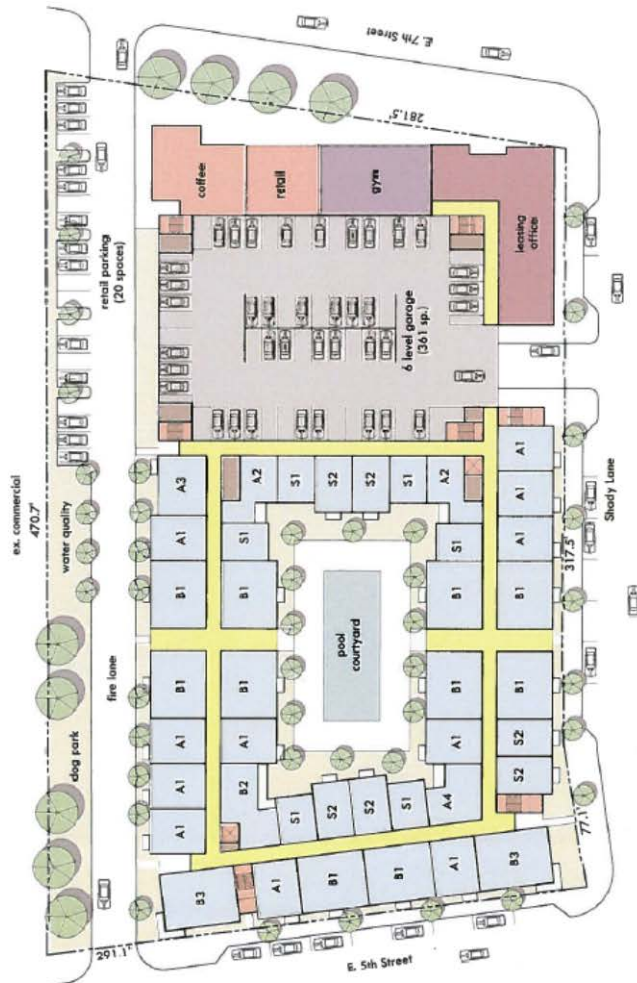 E. 7th Street
281.5'
ex. commercial
470.7'
retail parking
(20 spaces)
coffee
retail
gym
leasing
office
6 level garage
(361 sp.)
water quality
fire lane
dog park
A3
A1
B1
B1
A1
A1
A1
A2
S1
S2
S2
S1
A2
S1
B1
B1
A1
B2
S1
S2
S2
S1
A4
pool
courtyard
S1
B1
B1
A1
A1
A1
A1
B1
B1
S2
S2
317.5'
Shady Lane
77.1'
B3
A1
B1
B1
A1
B3
291.1'
E. 5th Street